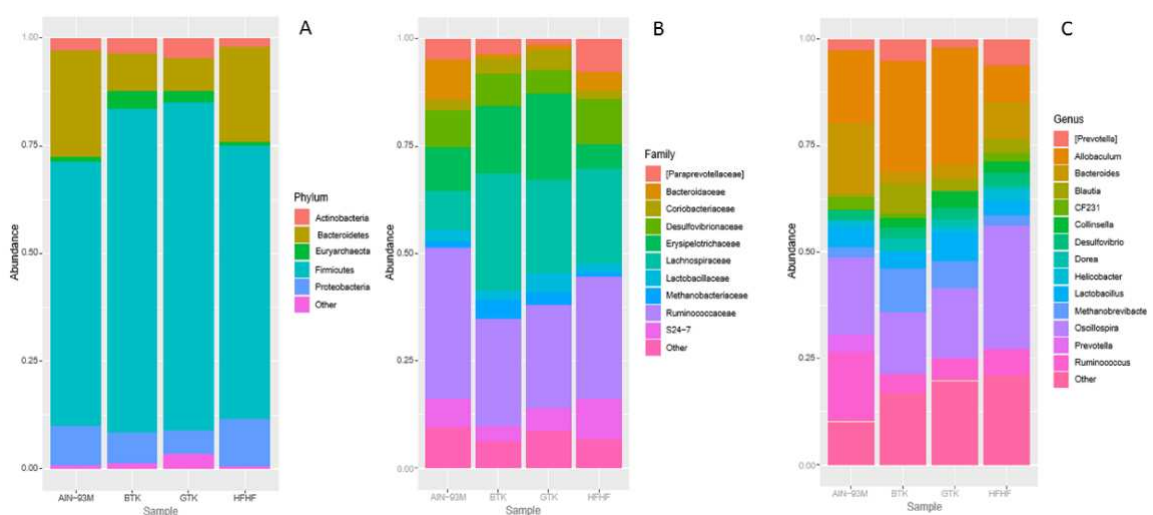 A
1.00
0.75
0.50
0.25
0.00
Abundance
AIN-93M BTK GTK HFHF
Sample
Phylum
Actinobacteria
Bacteroidetes
Euryarchaeota
Firmicutes
Proteobacteria
Other
B
1.00
0.75
0.50
0.25
0.00
Abundance
AIN-93M BTK GTK HFHF
Sample
Family
[Paraprevotellaceae]
Bacteroidaceae
Coriobacteriaceae
Desulfovibrionaceae
Erysipelotrichaceae
Lachnospiraceae
Lactobacillaceae
Methanobacteriaceae
Ruminococcaceae
S24-7
Other
C
1.00
0.75
0.50
0.25
0.00
Abundance
AIN-93M BTK GTK HFHF
Sample
Genus
[Prevotella]
Allobaculum
Bacteroides
Blautia
CF231
Collinsella
Desulfovibrio
Dorea
Helicobacter
Lactobacillus
Methanobrevibacte
Oscillospira
Prevotella
Ruminococcus
Other